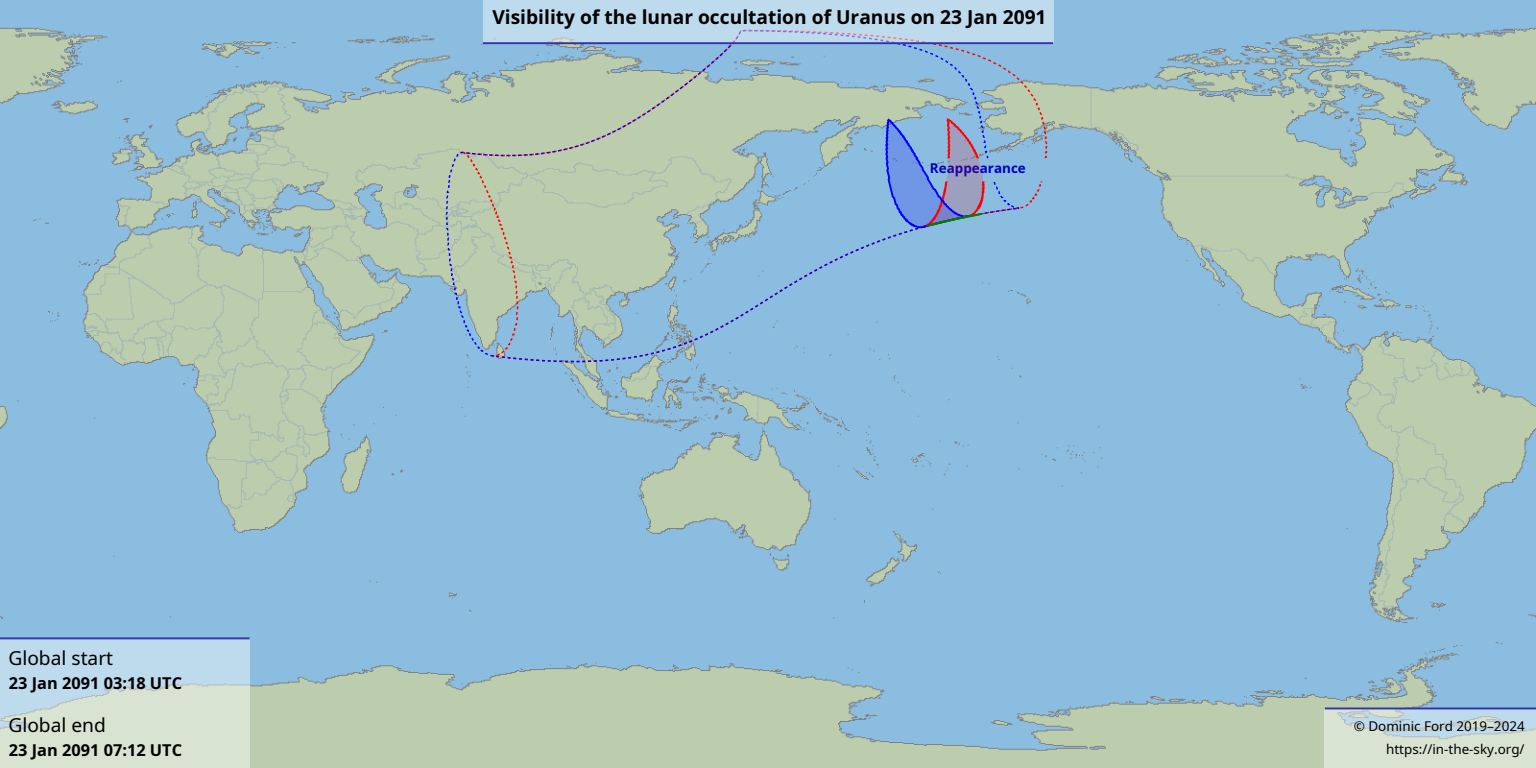 Visibility of the lunar occultation of Uranus on 23 Jan 2091
Reappearance
Global start
23 Jan 2091 03:18 UTC
Global end
23 Jan 2091 07:12 UTC
© Dominic Ford 2019–2024
https://in-the-sky.org/